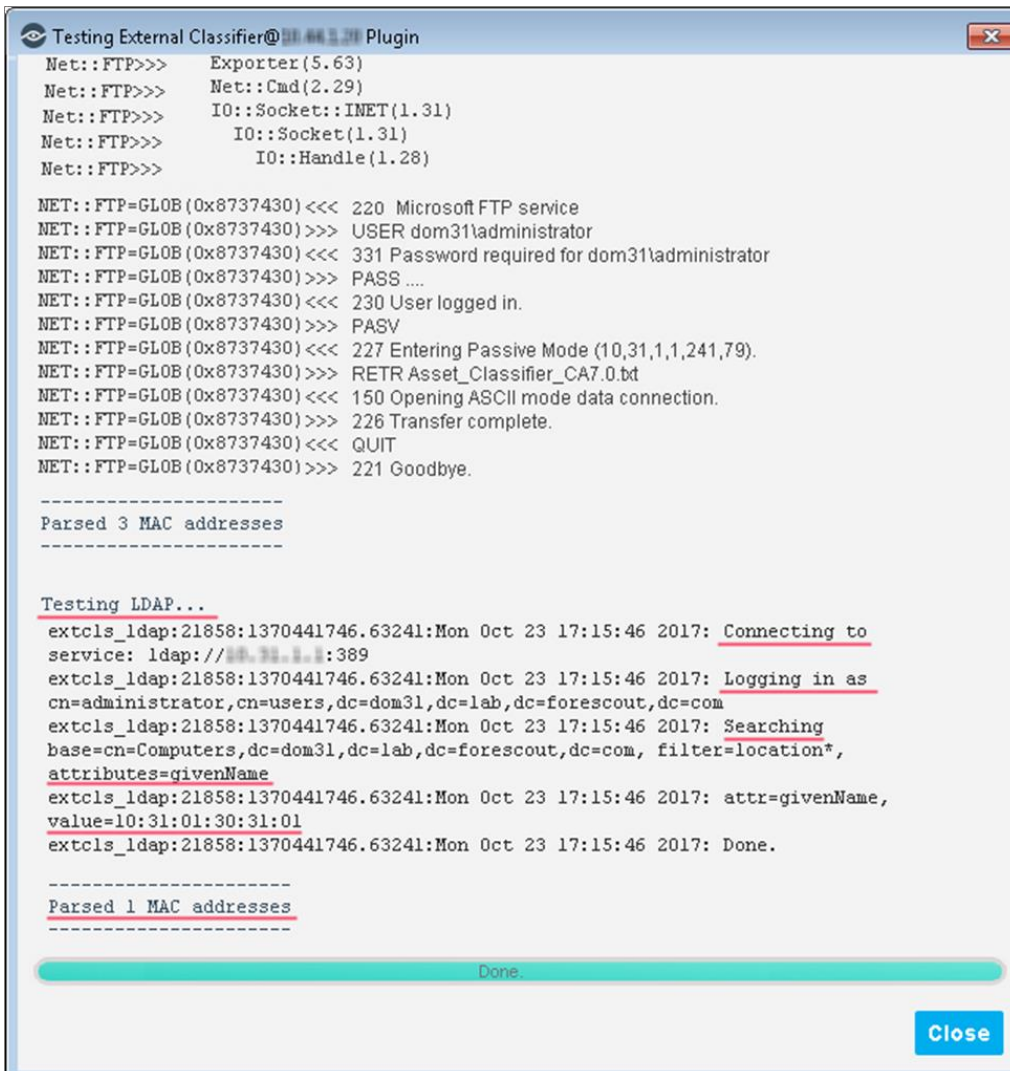 Testing External Classifier@ Plugin
Net::FTP>>> Exporter(5.63)
Net::FTP>>> Net::Cmd(2.29)
Net::FTP>>> IO::Socket::INET(1.31)
Net::FTP>>> IO::Socket(1.31)
Net::FTP>>> IO::Handle(1.28)
NET::FTP=GLOB(0x8737430)<<< 220 Microsoft FTP service
NET::FTP=GLOB(0x8737430)>>> USER dom31\administrator
NET::FTP=GLOB(0x8737430)<<< 331 Password required for dom31\administrator
NET::FTP=GLOB(0x8737430)>>> PASS ....
NET::FTP=GLOB(0x8737430)<<< 230 User logged in.
NET::FTP=GLOB(0x8737430)>>> PASV
NET::FTP=GLOB(0x8737430)<<< 227 Entering Passive Mode (10,31,1,1,241,79).
NET::FTP=GLOB(0x8737430)>>> RETR Asset_Classifier_CA7.0.txt
NET::FTP=GLOB(0x8737430)<<< 150 Opening ASCII mode data connection.
NET::FTP=GLOB(0x8737430)>>> 226 Transfer complete.
NET::FTP=GLOB(0x8737430)<<< QUIT
NET::FTP=GLOB(0x8737430)>>> 221 Goodbye.
----------------------
Parsed 3 MAC addresses
----------------------
Testing LDAP...
extcls_ldap:21858:1370441746.63241:Mon Oct 23 17:15:46 2017: Connecting to
service: ldap://:389
extcls_ldap:21858:1370441746.63241:Mon Oct 23 17:15:46 2017: Logging in as
cn=administrator,cn=users,dc=dom31,dc=lab,dc=forescout,dc=com
extcls_ldap:21858:1370441746.63241:Mon Oct 23 17:15:46 2017: Searching
base=cn=Computers,dc=dom31,dc=lab,dc=forescout,dc=com, filter=location*,
attributes=givenName
extcls_ldap:21858:1370441746.63241:Mon Oct 23 17:15:46 2017: attr=givenName,
value=10:31:01:30:31:01
extcls_ldap:21858:1370441746.63241:Mon Oct 23 17:15:46 2017: Done.
----------------------
Parsed 1 MAC addresses
----------------------
Done.
Close